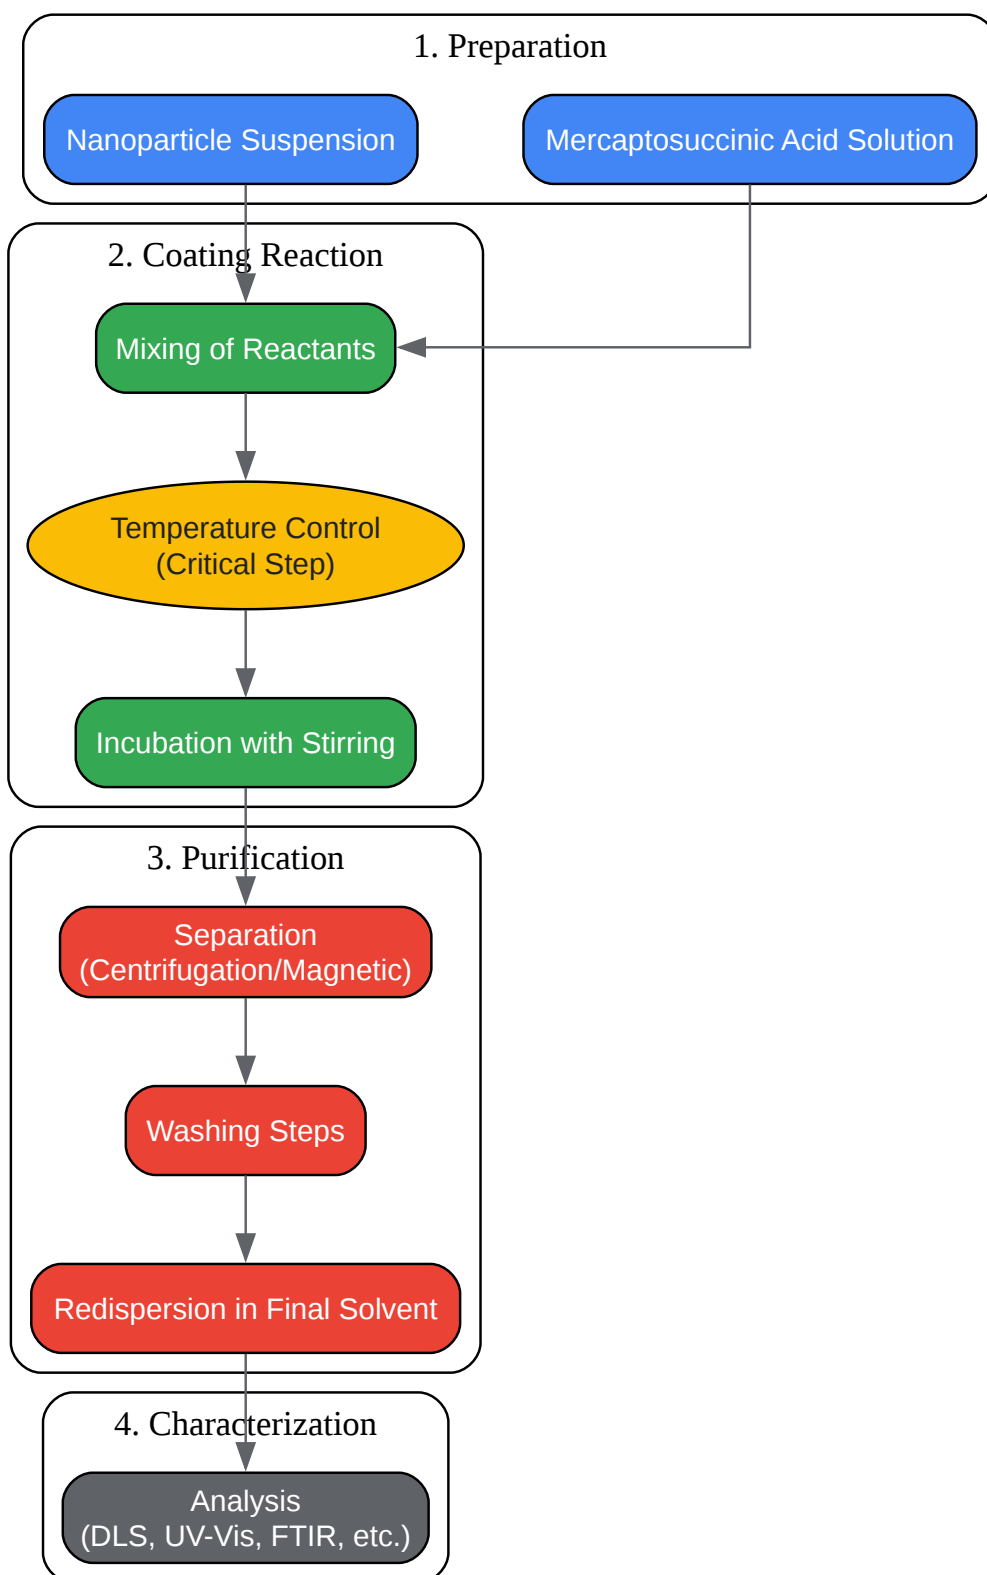 1. Preparation
Nanoparticle Suspension
Mercaptosuccinic Acid Solution
2. Coating Reaction
Mixing of Reactants
Temperature Control
(Critical Step)
Incubation with Stirring
3. Purification
Separation
(Centrifugation/Magnetic)
Washing Steps
Redispersion in Final Solvent
4. Characterization
Analysis
(DLS, UV-Vis, FTIR, etc.)